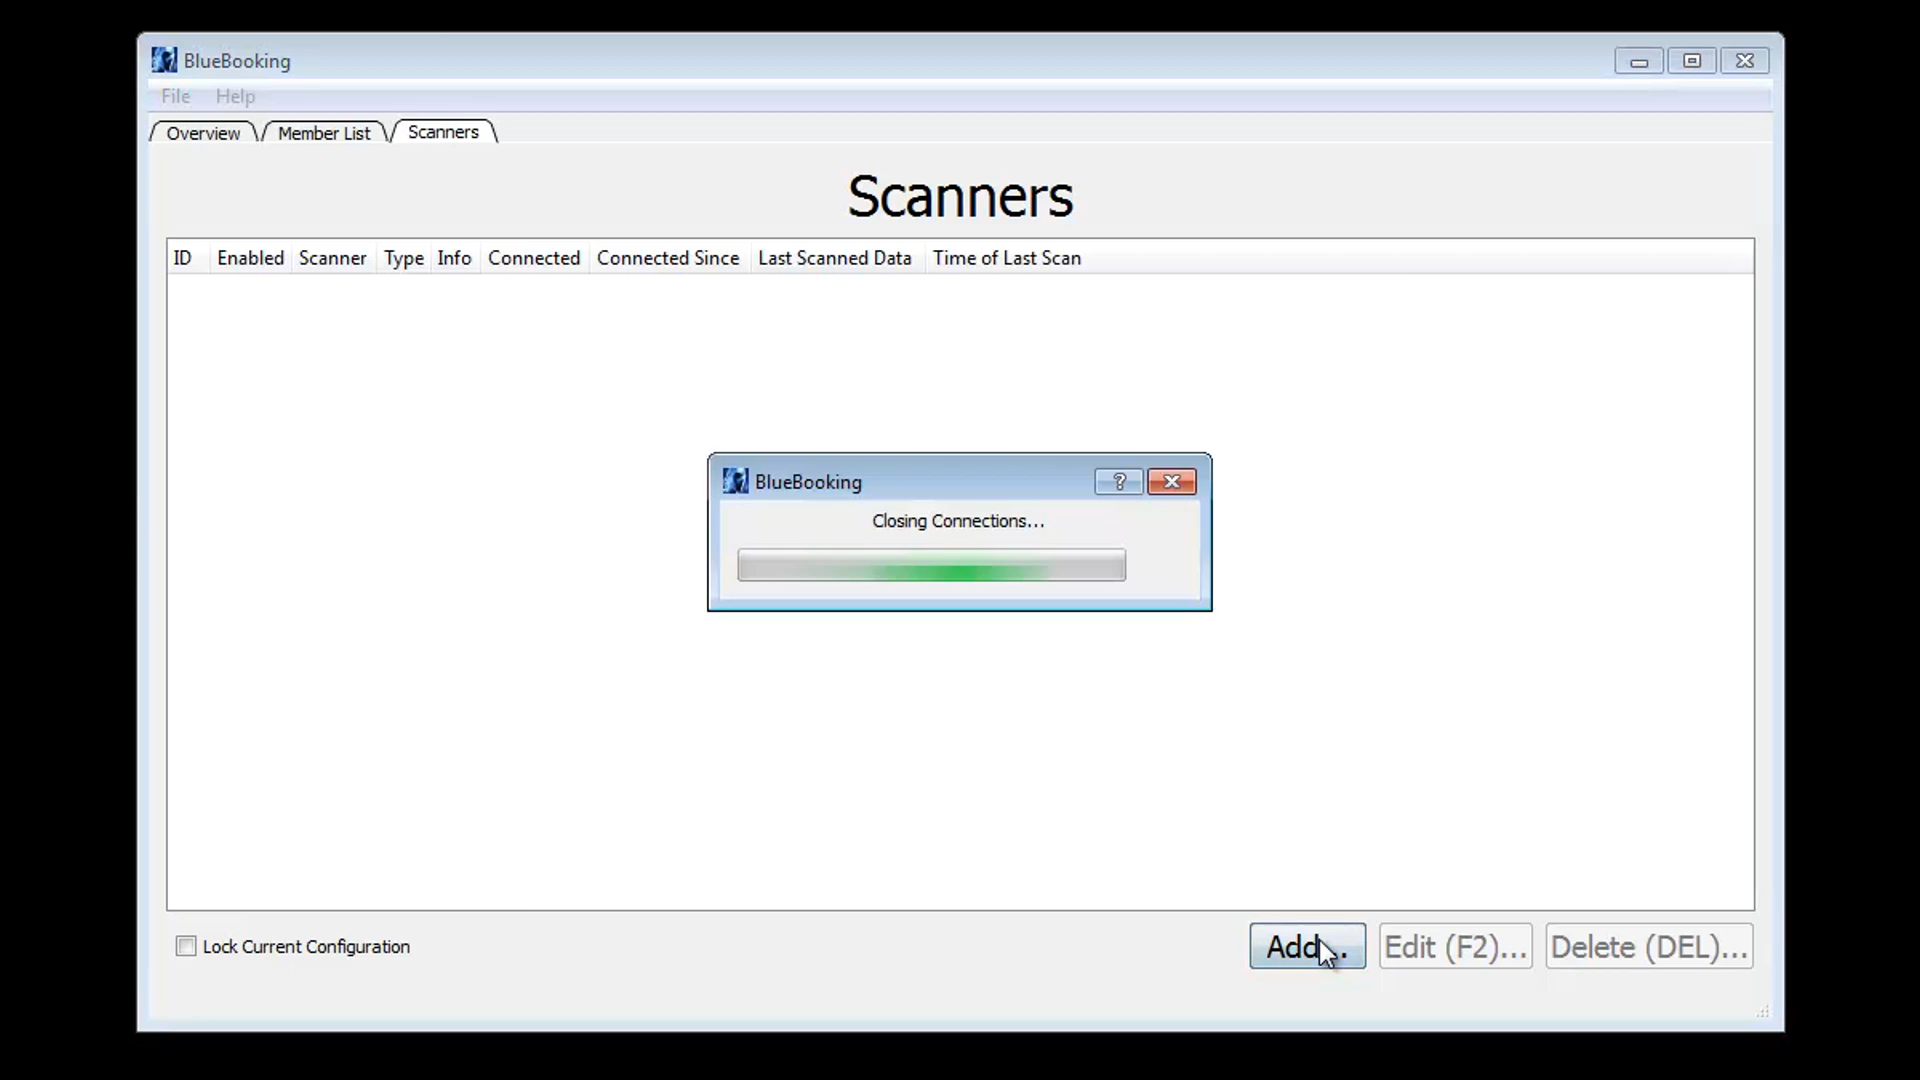 BlueBooking
File Help
Overview Member List Scanners
Scanners
ID Enabled Scanner Type Info Connected Connected Since Last Scanned Data Time of Last Scan
BlueBooking
?
Closing Connections...
Lock Current Configuration
Add... Edit (F2)... Delete (DEL)...